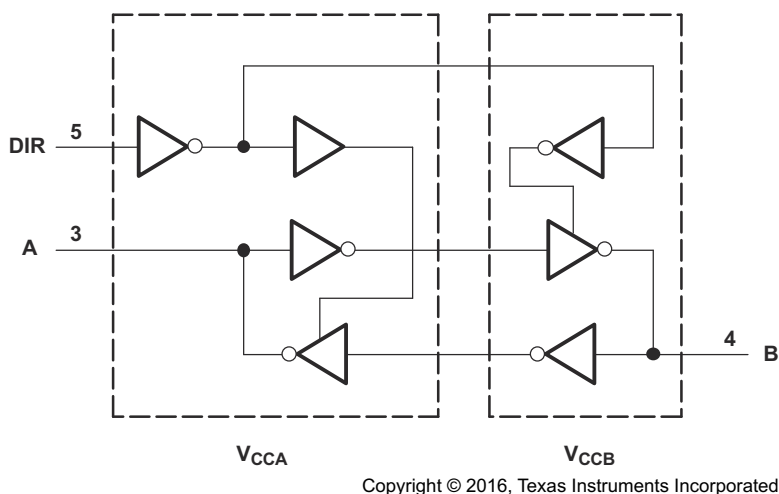 DIR 5
A 3
4 B
VCCA
VCCB
Copyright © 2016, Texas Instruments Incorporated